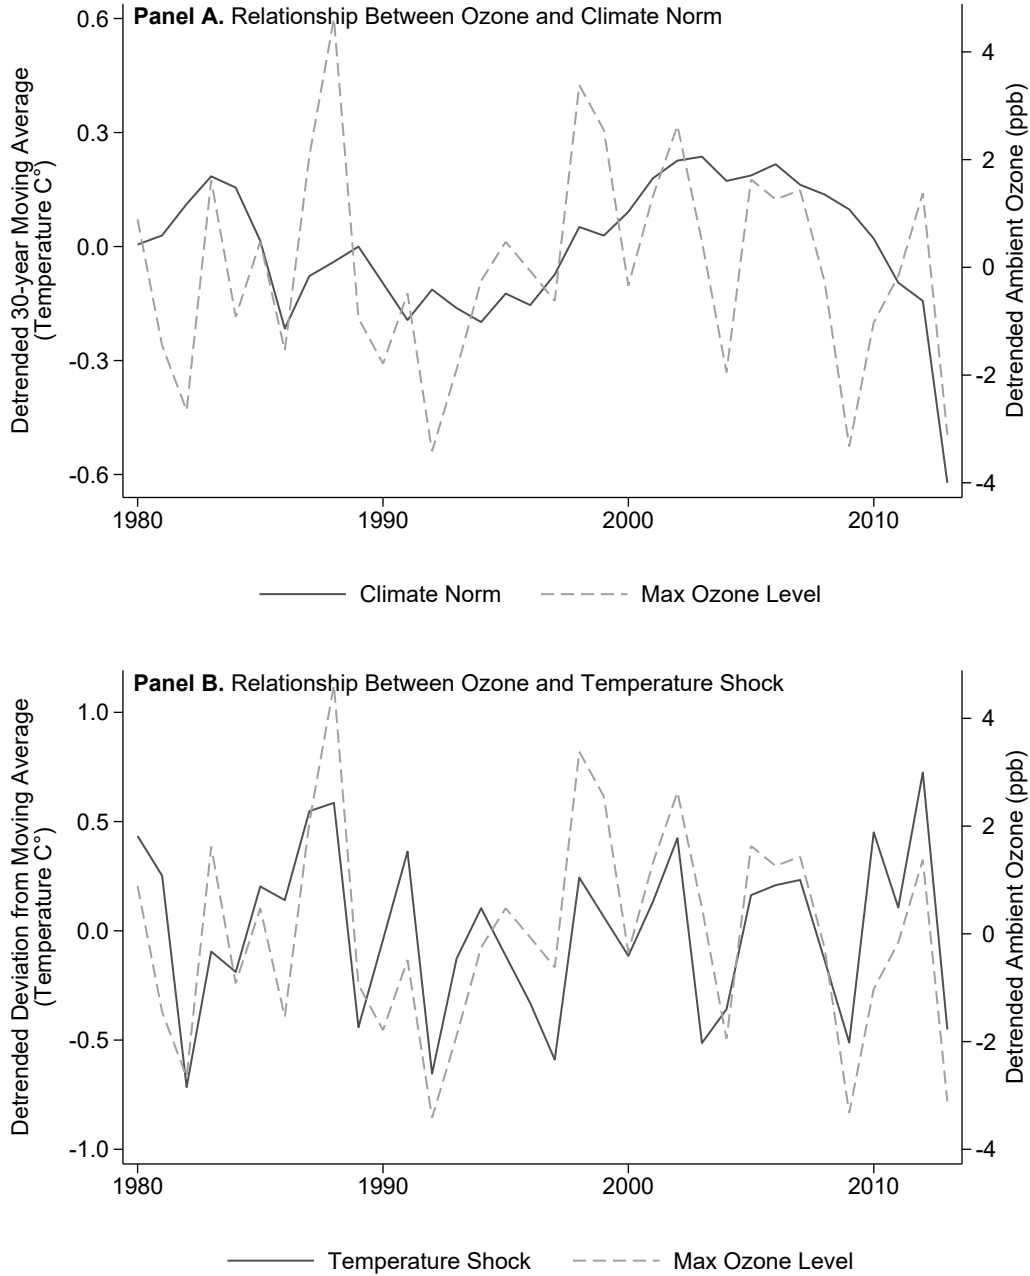 Panel A. Relationship Between Ozone and Climate Norm
Detrended 30-year Moving Average
(Temperature C°)
0.6
0.3
0.0
-0.3
-0.6
4
2
0
-2
-4
Detrended Ambient Ozone (ppb)
1980
1990
2000
2010
Climate Norm
Max Ozone Level
Panel B. Relationship Between Ozone and Temperature Shock
Detrended Deviation from Moving Average
(Temperature C°)
1.0
0.5
0.0
-0.5
-1.0
4
2
0
-2
-4
Detrended Ambient Ozone (ppb)
1980
1990
2000
2010
Temperature Shock
Max Ozone Level